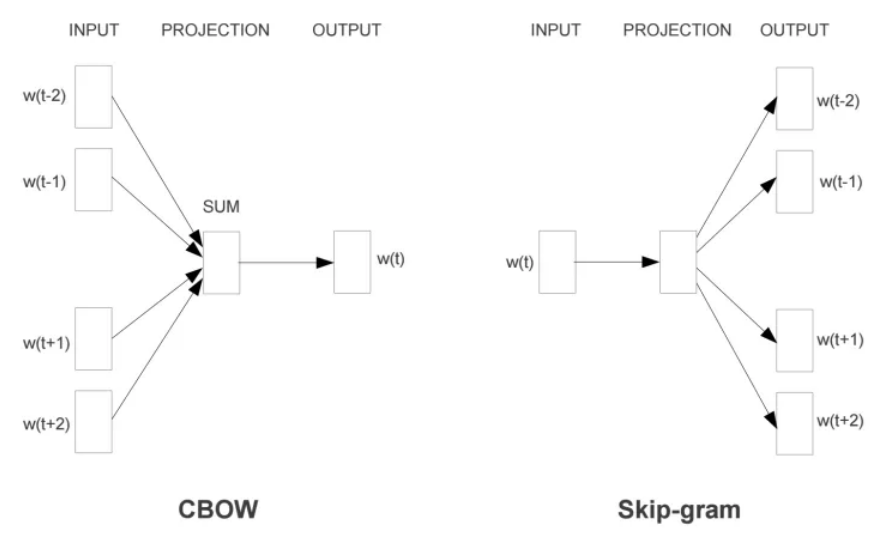 INPUT PROJECTION OUTPUT
w(t-2)
w(t-1)
SUM
w(t)
w(t+1)
w(t+2)
CBOW
INPUT PROJECTION OUTPUT
w(t-2)
w(t-1)
w(t)
w(t+1)
w(t+2)
Skip-gram